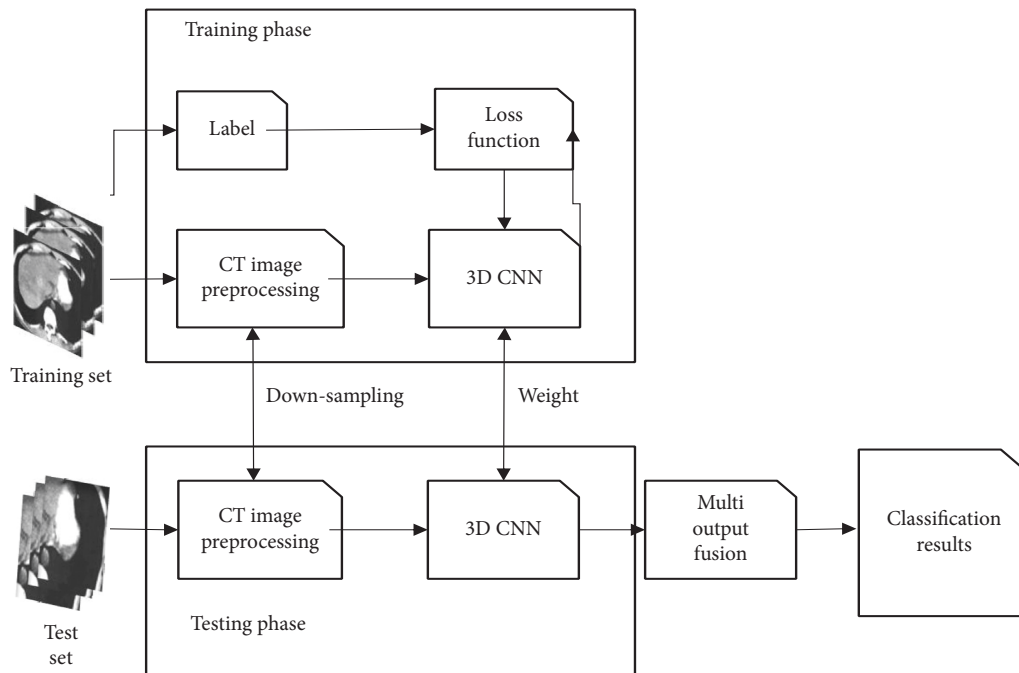 Training phase
Label
Loss
function
CT image
preprocessing
3D CNN
Training set
Down-sampling
Weight
CT image
preprocessing
3D CNN
Multi
output
fusion
Classification
results
Testing phase
Test
set